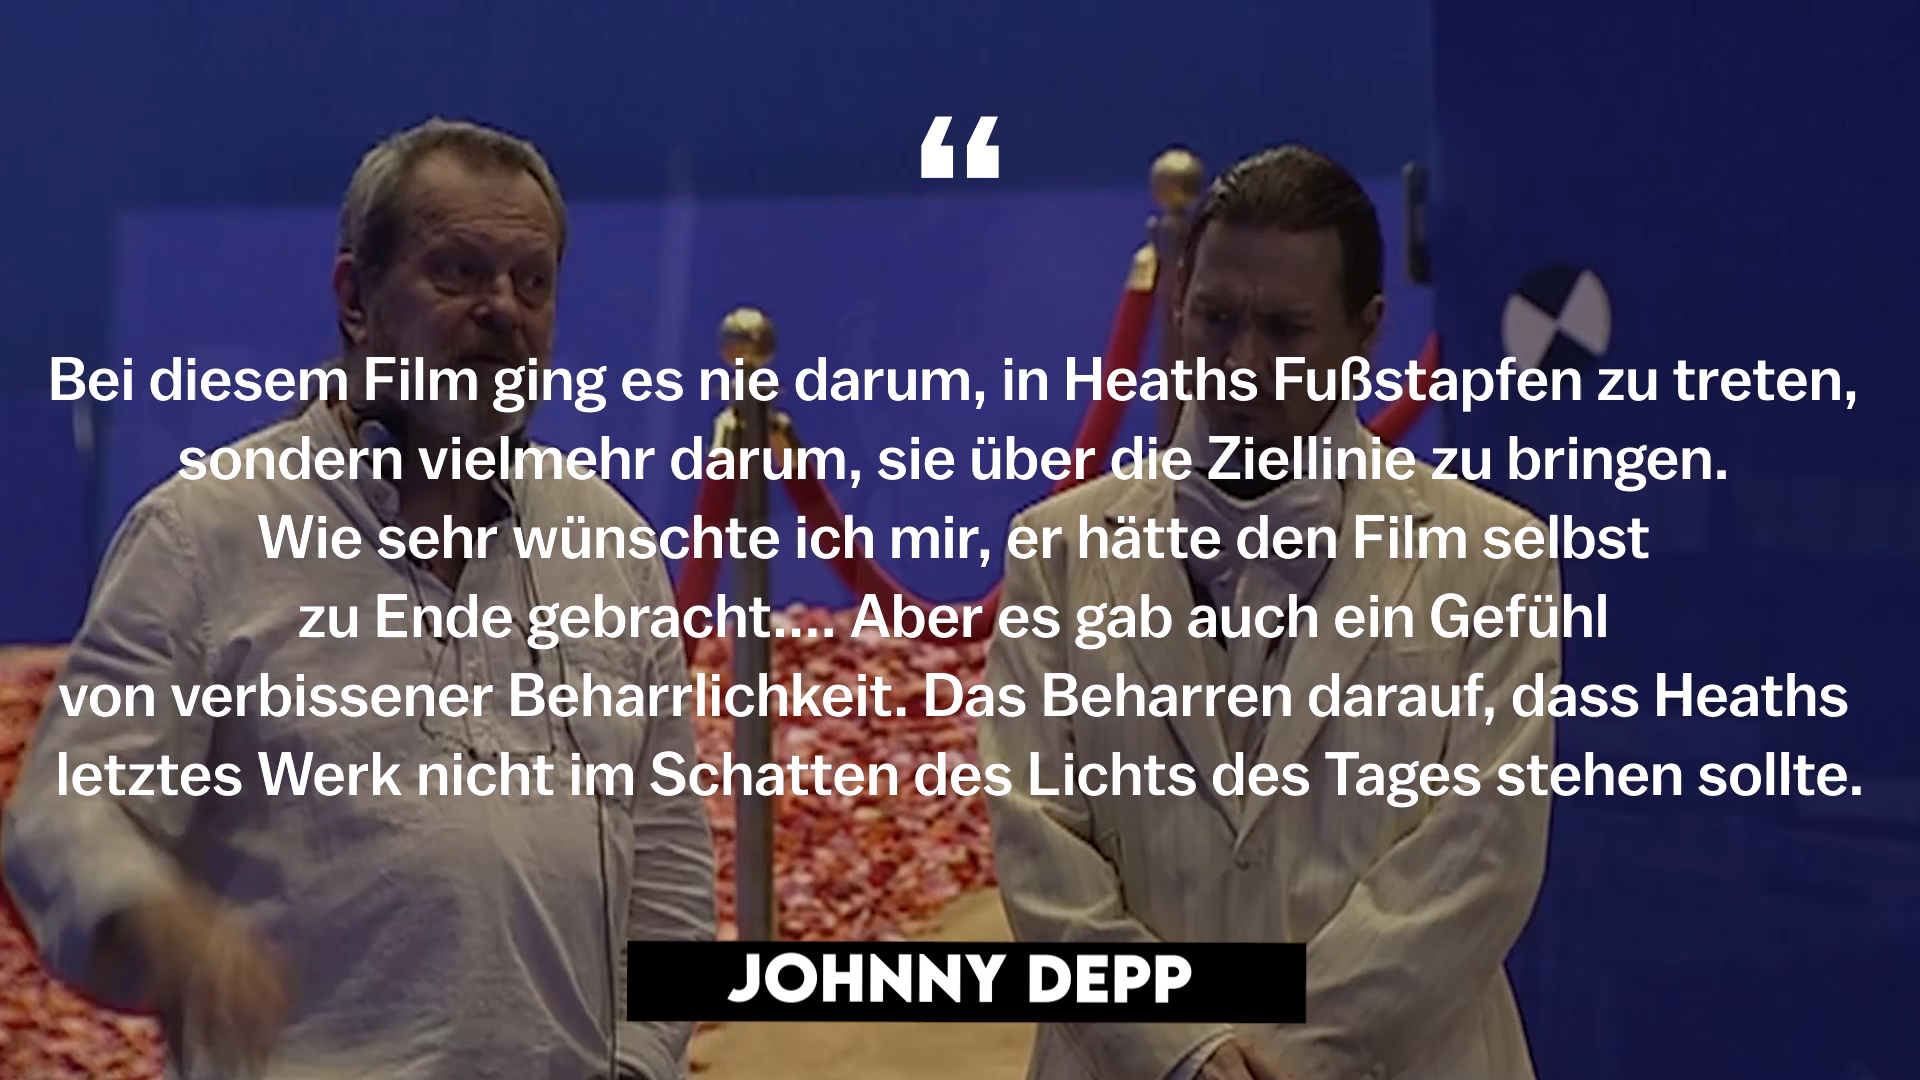 “
Bei diesem Film ging es nie darum, in Heaths Fußstapfen zu treten,
sondern vielmehr darum, sie über die Ziellinie zu bringen.
Wie sehr wünschte ich mir, er hätte den Film selbst
zu Ende gebracht.... Aber es gab auch ein Gefühl
von verbissener Beharrlichkeit. Das Beharren darauf, dass Heaths
letztes Werk nicht im Schatten des Lichts des Tages stehen sollte.
JOHNNY DEPP